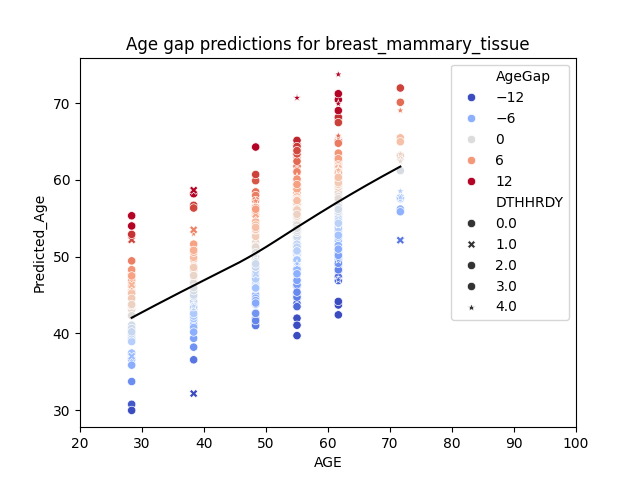 Age gap predictions for breast_mammary_tissue
AgeGap
−12
−6
0
6
12
DTHHRDY
0.0
1.0
2.0
3.0
4.0
Predicted_Age
70
60
50
40
30
20 30 40 50 60 70 80 90 100
AGE